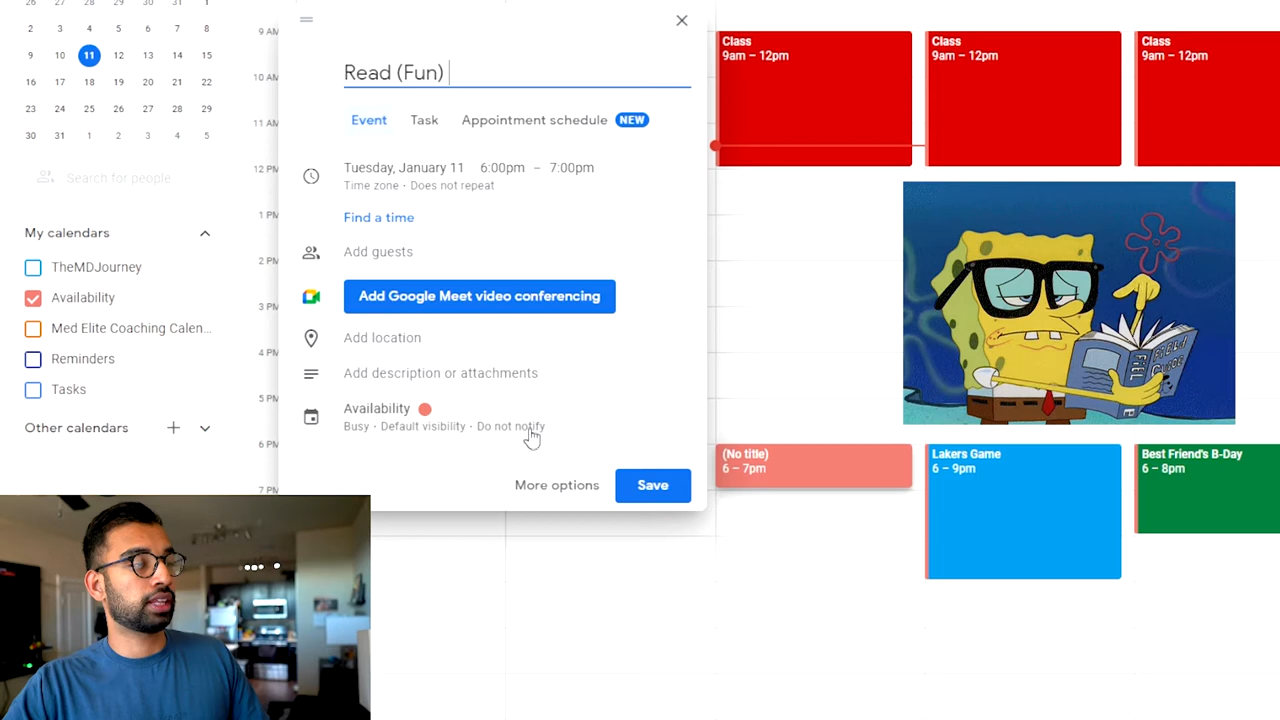 26 27 28 29 30 31 1
2 3 4 5 6 7 8
9 10 11 12 13 14 15
16 17 18 19 20 21 22
23 24 25 26 27 28 29
30 31 1 2 3 4 5
Search for people
My calendars
TheMDJourney
Availability
Med Elite Coaching Calen...
Reminders
Tasks
Other calendars
9 AM
10 AM
11 AM
12 PM
1 PM
2 PM
3 PM
4 PM
5 PM
6 PM
7 PM
Read (Fun)
Event Task Appointment schedule NEW
Tuesday, January 11 6:00pm – 7:00pm
Time zone · Does not repeat
Find a time
Add guests
Add Google Meet video conferencing
Add location
Add description or attachments
Availability
Busy · Default visibility · Do not notify
More options Save
Class
9am – 12pm
Class
9am – 12pm
Class
9am – 12pm
FIELD
GUIDE
FIEL
(No title)
6 – 7pm
Lakers Game
6 – 9pm
Best Friend's B-Day
6 – 8pm